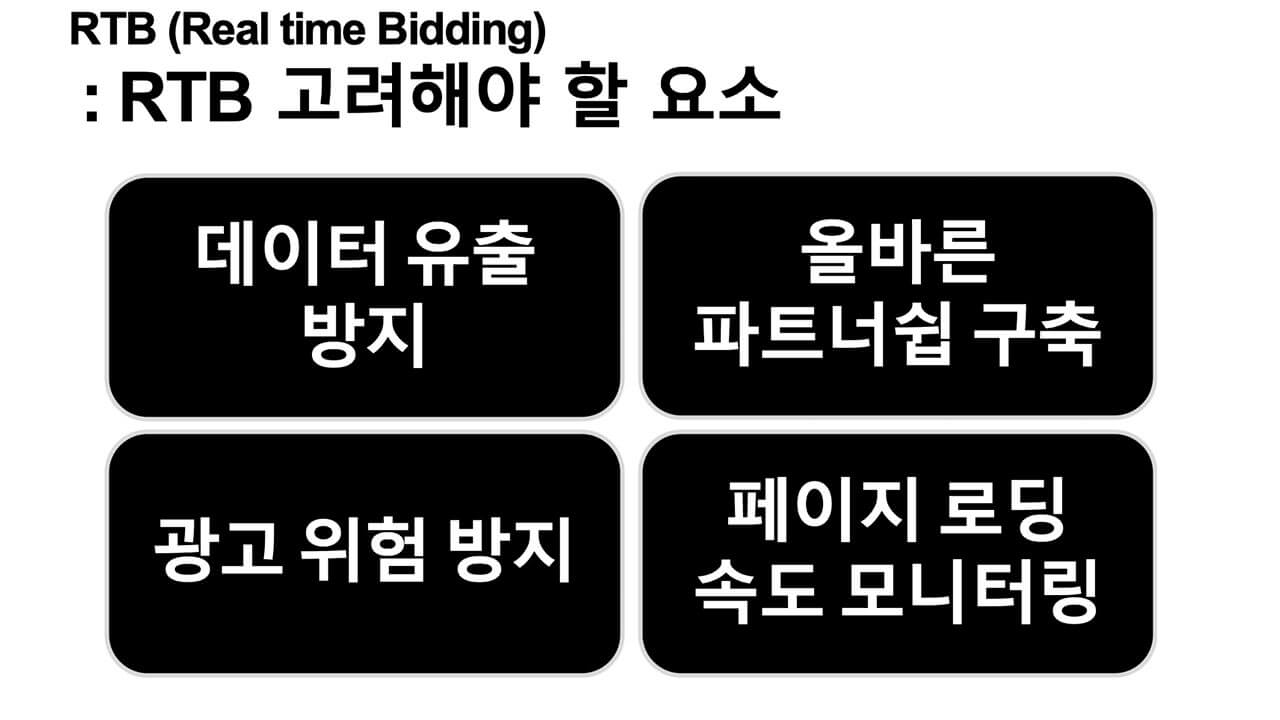 RTB (Real time Bidding)
: RTB 고려해야 할 요소
데이터 유출
방지
올바른
파트너쉽 구축
광고 위험 방지
페이지 로딩
속도 모니터링